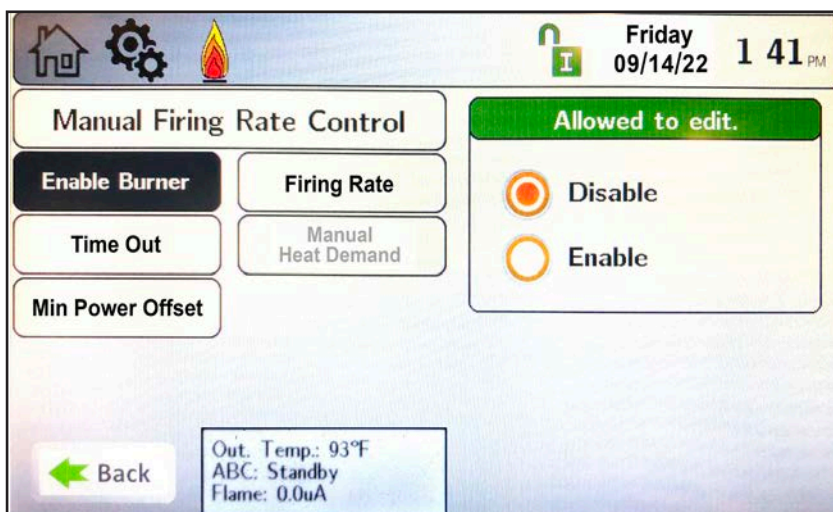 I
Friday
09/14/22
1 41 PM
Manual Firing Rate Control
Allowed to edit.
Enable Burner
Firing Rate
Disable
Time Out
Manual
Heat Demand
Enable
Min Power Offset
Back
Out. Temp.: 93°F
ABC: Standby
Flame: 0.0uA